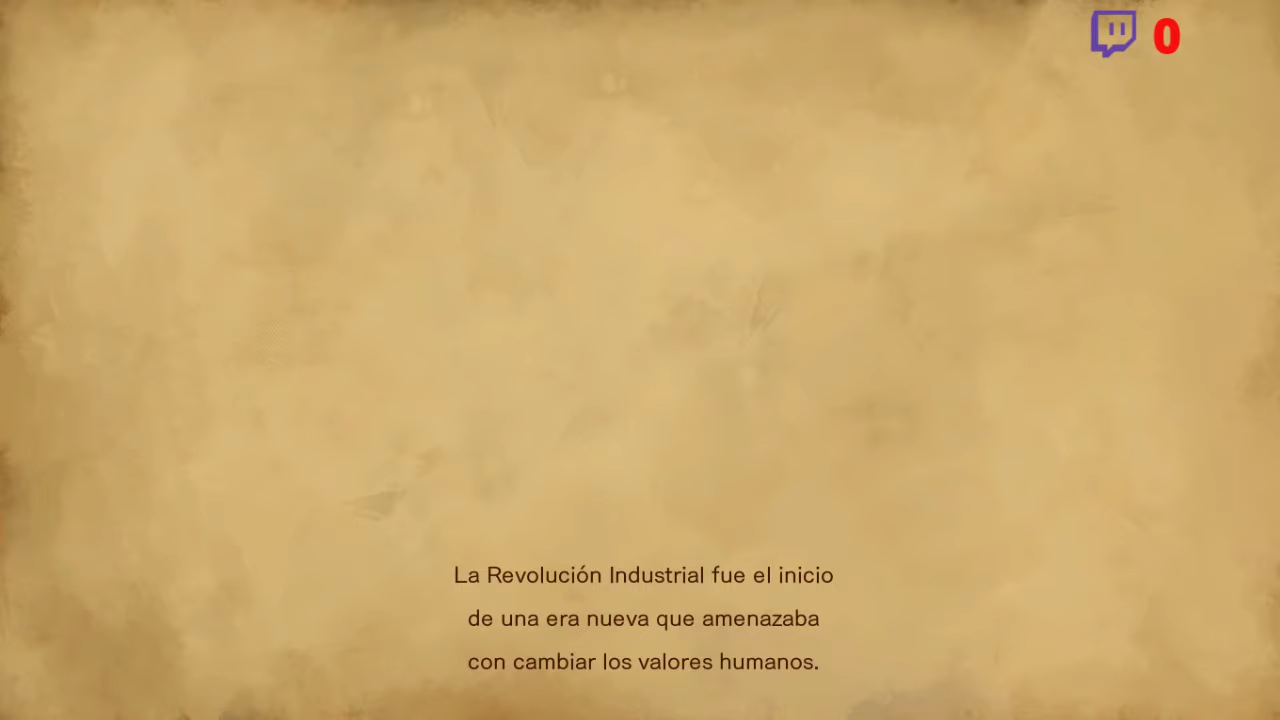 0
La Revolución Industrial fue el inicio
de una era nueva que amenazaba
con cambiar los valores humanos.